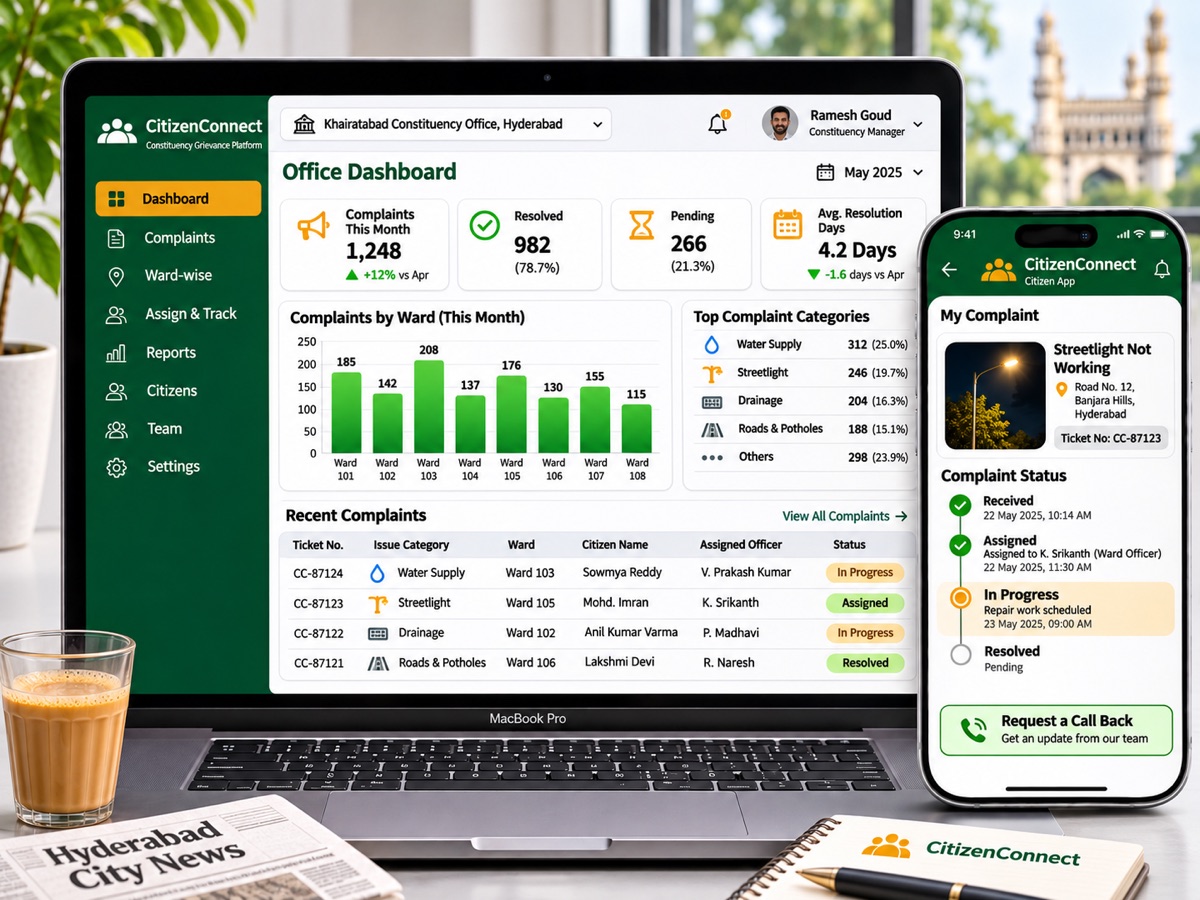 CitizenConnect
Constituency Grievance Platform
Dashboard
Complaints
Ward-wise
Assign & Track
Reports
Citizens
Team
Settings
Khairatabad Constituency Office, Hyderabad
1
Ramesh Goud
Constituency Manager
Office Dashboard
May 2025
Complaints
This Month
1,248
+12% vs Apr
Resolved
982
(78.7%)
Pending
266
(21.3%)
Avg. Resolution
Days
4.2 Days
-1.6 days vs Apr
Complaints by Ward (This Month)
250
200
150
100
50
0
185
142
208
137
176
130
155
115
Ward 101
Ward 102
Ward 103
Ward 104
Ward 105
Ward 106
Ward 107
Ward 108
Top Complaint Categories
Water Supply 312 (25.0%)
Streetlight 246 (19.7%)
Drainage 204 (16.3%)
Roads & Potholes 188 (15.1%)
Others 298 (23.9%)
Recent Complaints
View All Complaints →
Ticket No. Issue Category Ward Citizen Name Assigned Officer Status
CC-87124 Water Supply Ward 103 Sowmya Reddy V. Prakash Kumar In Progress
CC-87123 Streetlight Ward 105 Mohd. Imran K. Srikanth Assigned
CC-87122 Drainage Ward 102 Anil Kumar Varma P. Madhavi In Progress
CC-87121 Roads & Potholes Ward 106 Lakshmi Devi R. Naresh Resolved
MacBook Pro
9:41
CitizenConnect
Citizen App
My Complaint
Streetlight Not
Working
Road No. 12,
Banjara Hills,
Hyderabad
Ticket No: CC-87123
Complaint Status
Received
22 May 2025, 10:14 AM
Assigned
Assigned to K. Srikanth (Ward Officer)
22 May 2025, 11:30 AM
In Progress
Repair work scheduled
23 May 2025, 09:00 AM
Resolved
Pending
Request a Call Back
Get an update from our team
Hyderabad
City News
CitizenConnect